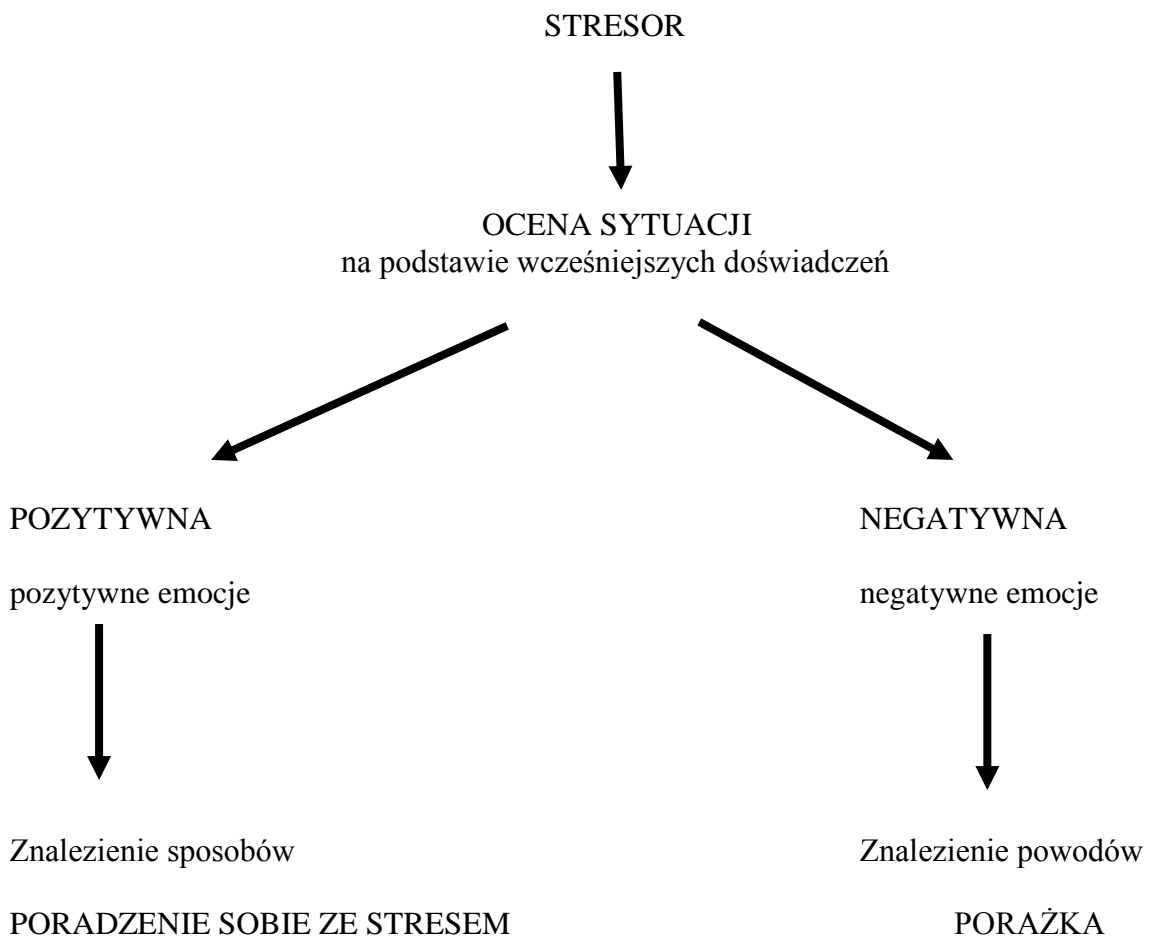 STRESOR
OCENA SYTUACJI
na podstawie wcześniejszych doświadczeń
POZYTYWNA
NEGATYWNA
pozytywne emocje
negatywne emocje
Znalezienie sposobów
Znalezienie powodów
PORADZENIE SOBIE ZE STRESEM
PORAŻKA